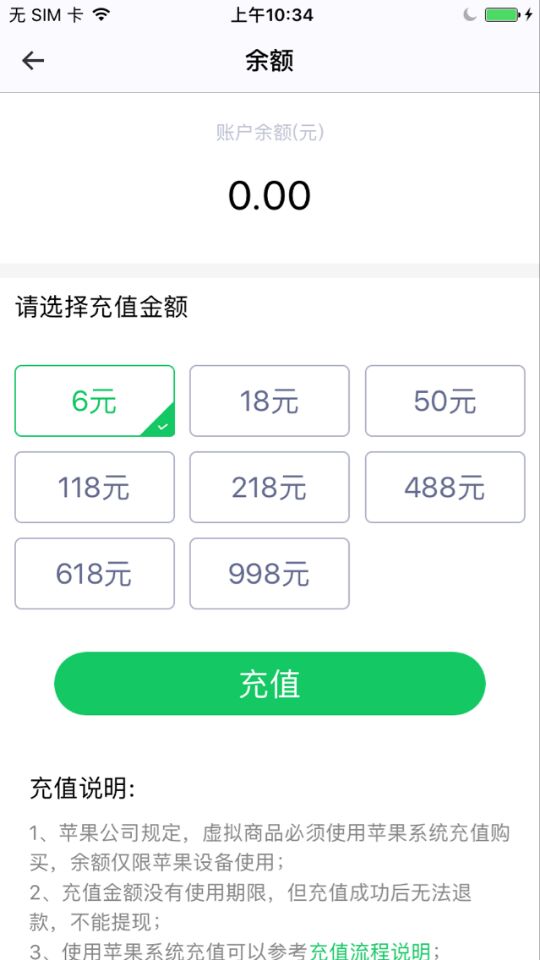 无 SIM 卡 上午10:34
余额
账户余额(元)
0.00
请选择充值金额
6元 18元 50元
118元 218元 488元
618元 998元
充值
充值说明:
1、苹果公司规定，虚拟商品必须使用苹果系统充值购
买，余额仅限苹果设备使用；
2、充值金额没有使用期限，但充值成功后无法退
款，不能提现；
3、使用苹果系统充值可以参考充值流程说明；